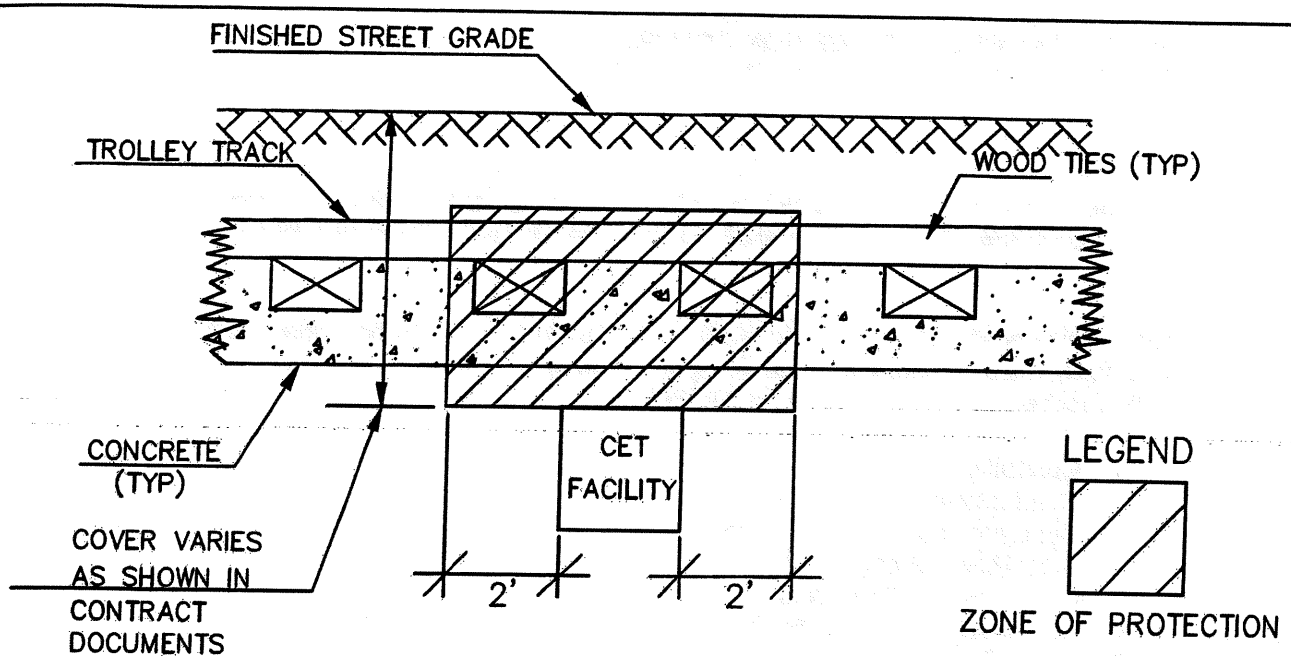 FINISHED STREET GRADE
TROLLEY TRACK
WOOD TIES (TYP)
CONCRETE
(TYP)
CET
FACILITY
COVER VARIES
AS SHOWN IN
CONTRACT
DOCUMENTS
2'
2'
LEGEND
ZONE OF PROTECTION